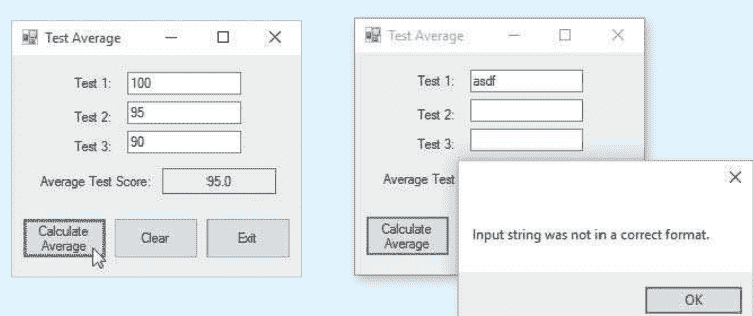 Test Average
Test 1: 100
Test 2: 95
Test 3: 90
Average Test Score: 95.0
Calculate
Average
Clear
Exit
Test Average
Test 1: asdf
Test 2:
Test 3:
Average Test
Calculate
Average
Input string was not in a correct format.
OK